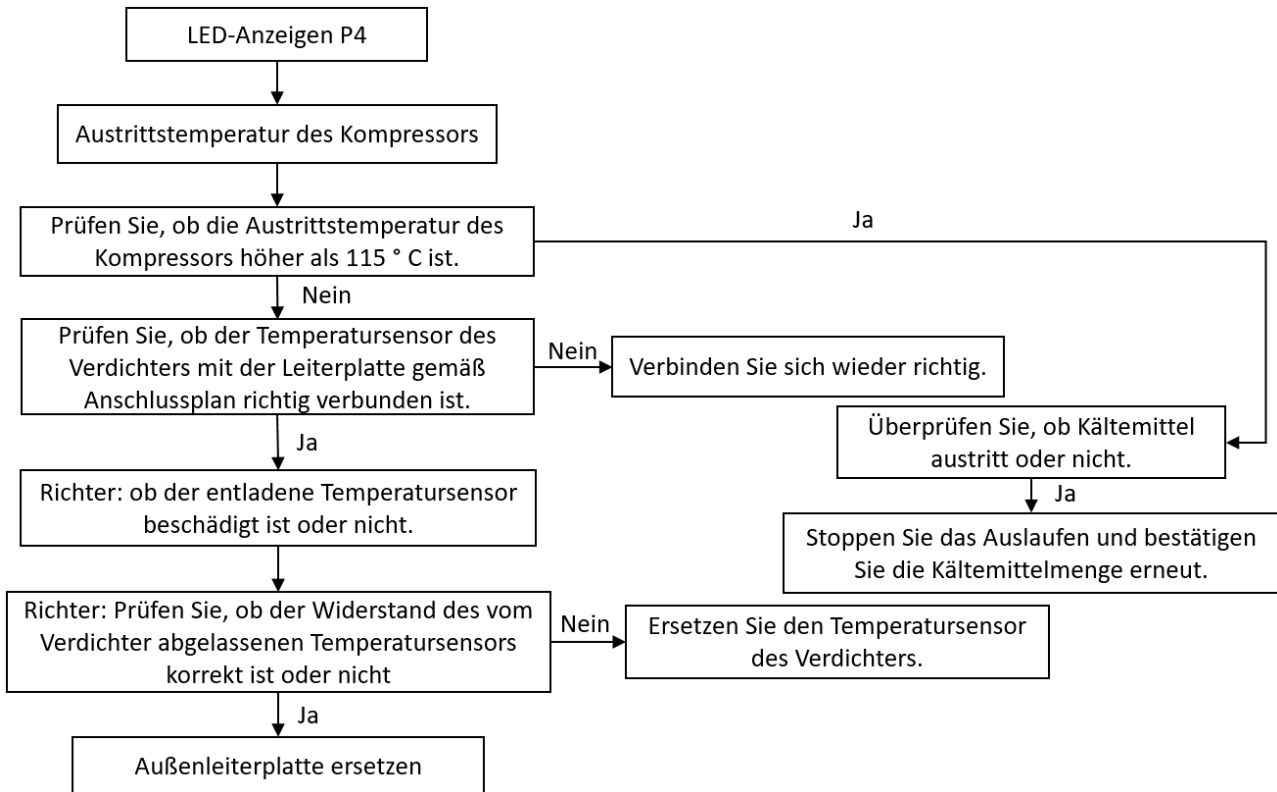 LED-Anzeigen P4
Austrittstemperatur des Kompressors
Prüfen Sie, ob die Austrittstemperatur des
Kompressors höher als 115 ° C ist.
Ja
Nein
Prüfen Sie, ob der Temperatursensor des
Verdichters mit der Leiterplatte gemäß
Anschlussplan richtig verbunden ist.
Nein
Verbinden Sie sich wieder richtig.
Überprüfen Sie, ob Kältemittel
austritt oder nicht.
Ja
Stoppen Sie das Auslaufen und bestätigen
Sie die Kältemittelmenge erneut.
Ja
Richter: ob der entladene Temperatursensor
beschädigt ist oder nicht.
Richter: Prüfen Sie, ob der Widerstand des vom
Verdichter abgelassenen Temperatursensors
korrekt ist oder nicht
Nein
Ersetzen Sie den Temperatursensor
des Verdichters.
Ja
Außenleiterplatte ersetzen